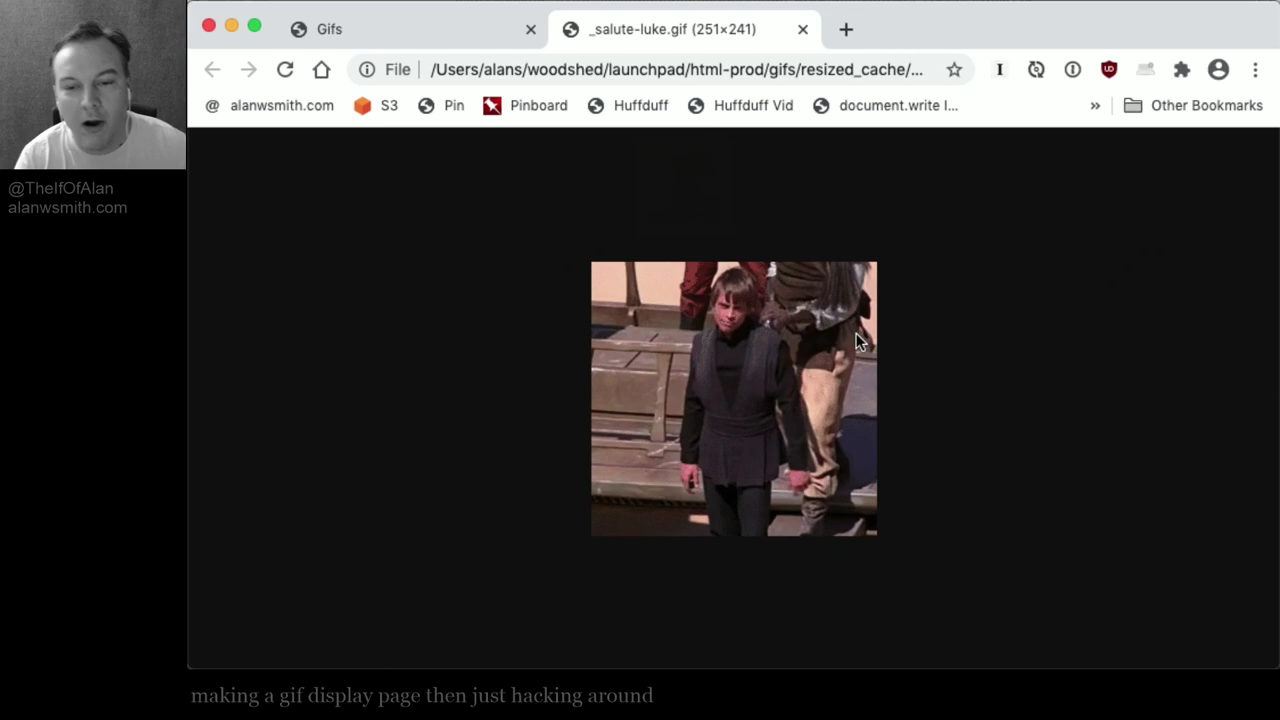 Gifs
_salute-luke.gif (251×241)
File
/Users/alans/woodshed/launchpad/html-prod/gifs/resized_cache/...
@ alanwsmith.com
S3
Pin
Pinboard
Huffduff
Huffduff Vid
document.write I...
»
Other Bookmarks
@TheIfOfAlan
alanwsmith.com
making a gif display page then just hacking around